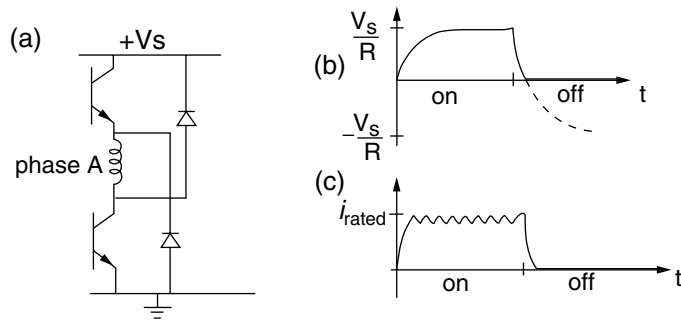 (a)
+Vs
phase A
(b)
Vs
R
on
off
t
-Vs
R
(c)
irated
on
off
t